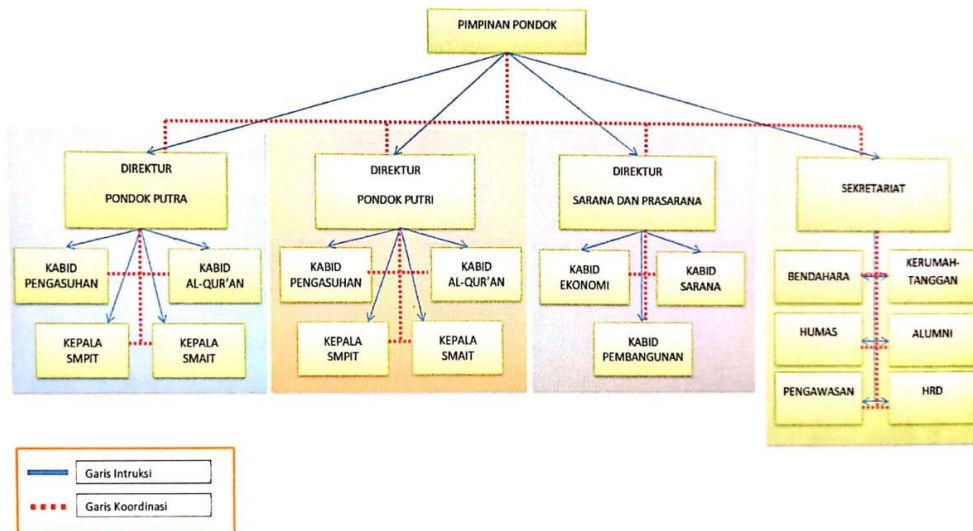 PIMPINAN PONDOK
DIREKTUR
PONDOK PUTRA
DIREKTUR
PONDOK PUTRI
DIREKTUR
SARANA DAN PRASARANA
SEKRETARIAT
KABID
PENGASUHAN
KABID
AL-QUR'AN
KEPALA
SMPIT
KEPALA
SMAIT
KABID
PENGASUHAN
KABID
AL-QUR'AN
KEPALA
SMPIT
KEPALA
SMAIT
KABID
EKONOMI
KABID
SARANA
KABID
PEMBANGUNAN
BENDAHARA
KERUMAH-
TANGGAN
HUMAS
ALUMNI
PENGAWASAN
HRD
Garis Intruksi
Garis Koordinasi